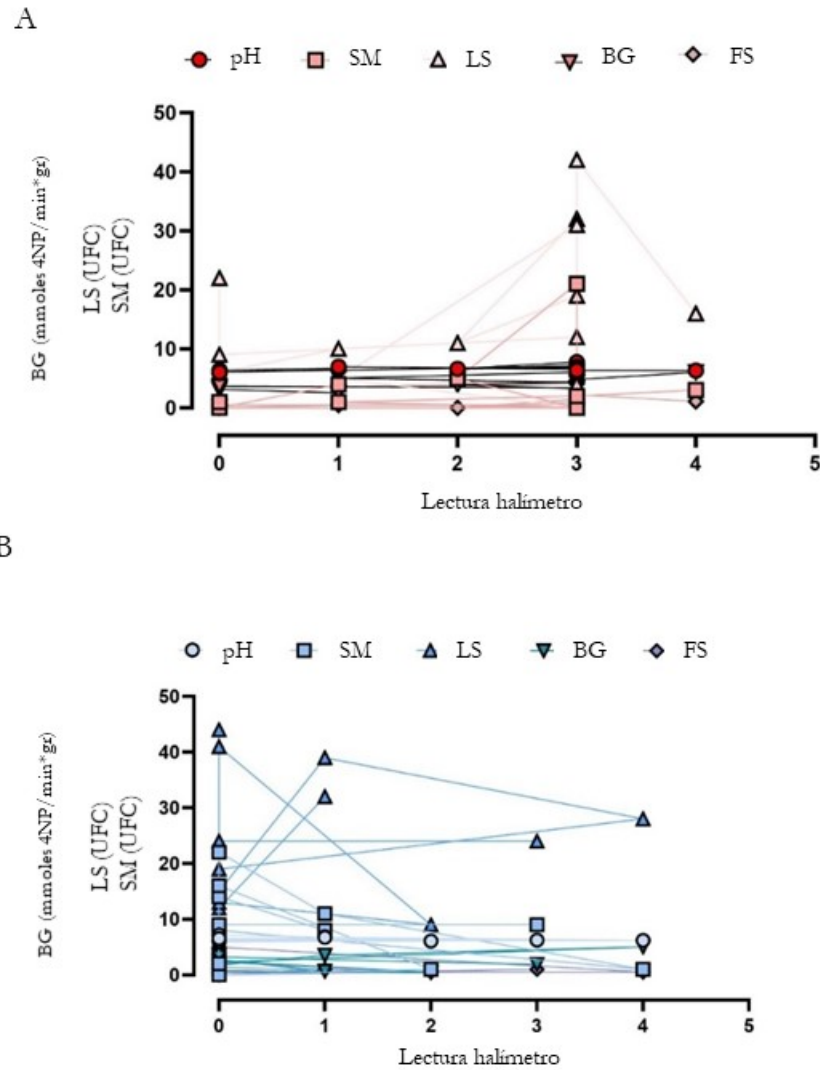 A
pH SM LS BG FS
BG (mmoles 4NP/min*gr)
LS (UFC)
SM (UFC)
50
40
30
20
10
0
0 1 2 3 4 5
Lectura halímetro
B
pH SM LS BG FS
BG (mmoles 4NP/min*gr)
LS (UFC)
SM (UFC)
50
40
30
20
10
0
0 1 2 3 4 5
Lectura halímetro